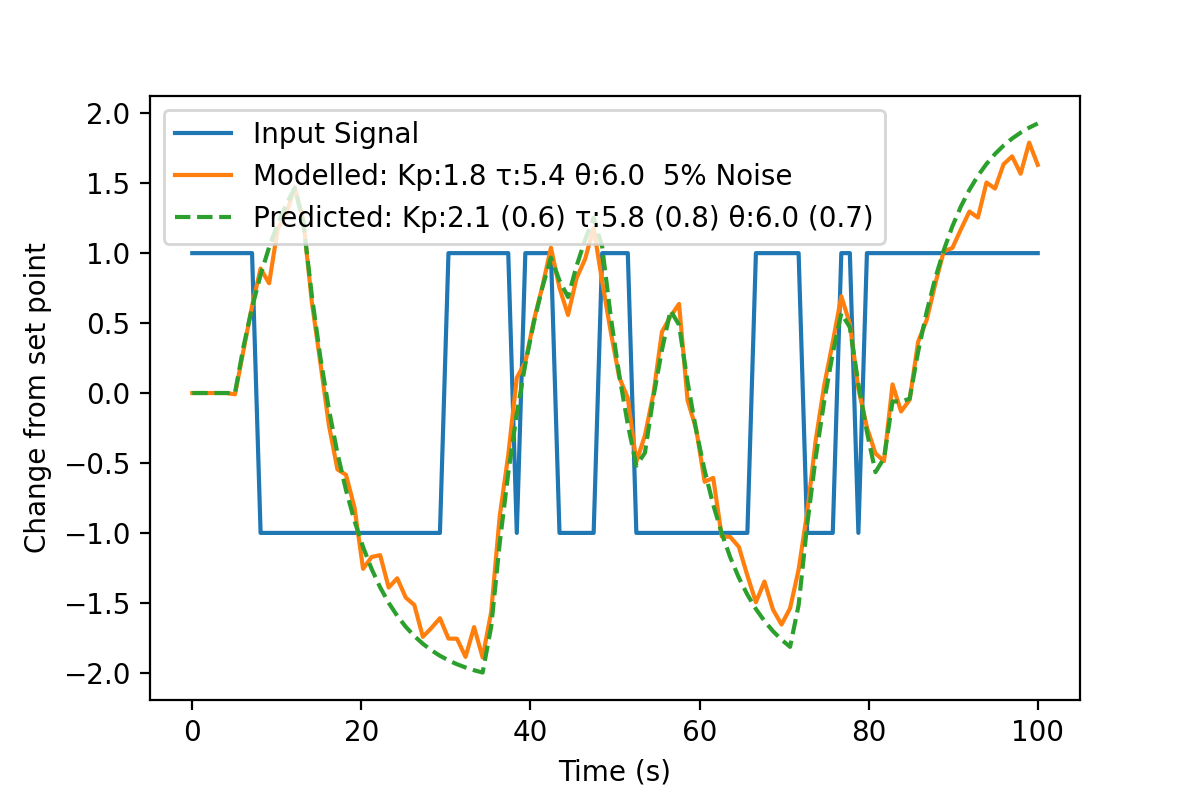 2.0
1.5
1.0
0.5
0.0
−0.5
−1.0
−1.5
−2.0
Change from set point
Input Signal
Modelled: Kp:1.8 τ:5.4 θ:6.0  5% Noise
Predicted: Kp:2.1 (0.6) τ:5.8 (0.8) θ:6.0 (0.7)
0 20 40 60 80 100
Time (s)